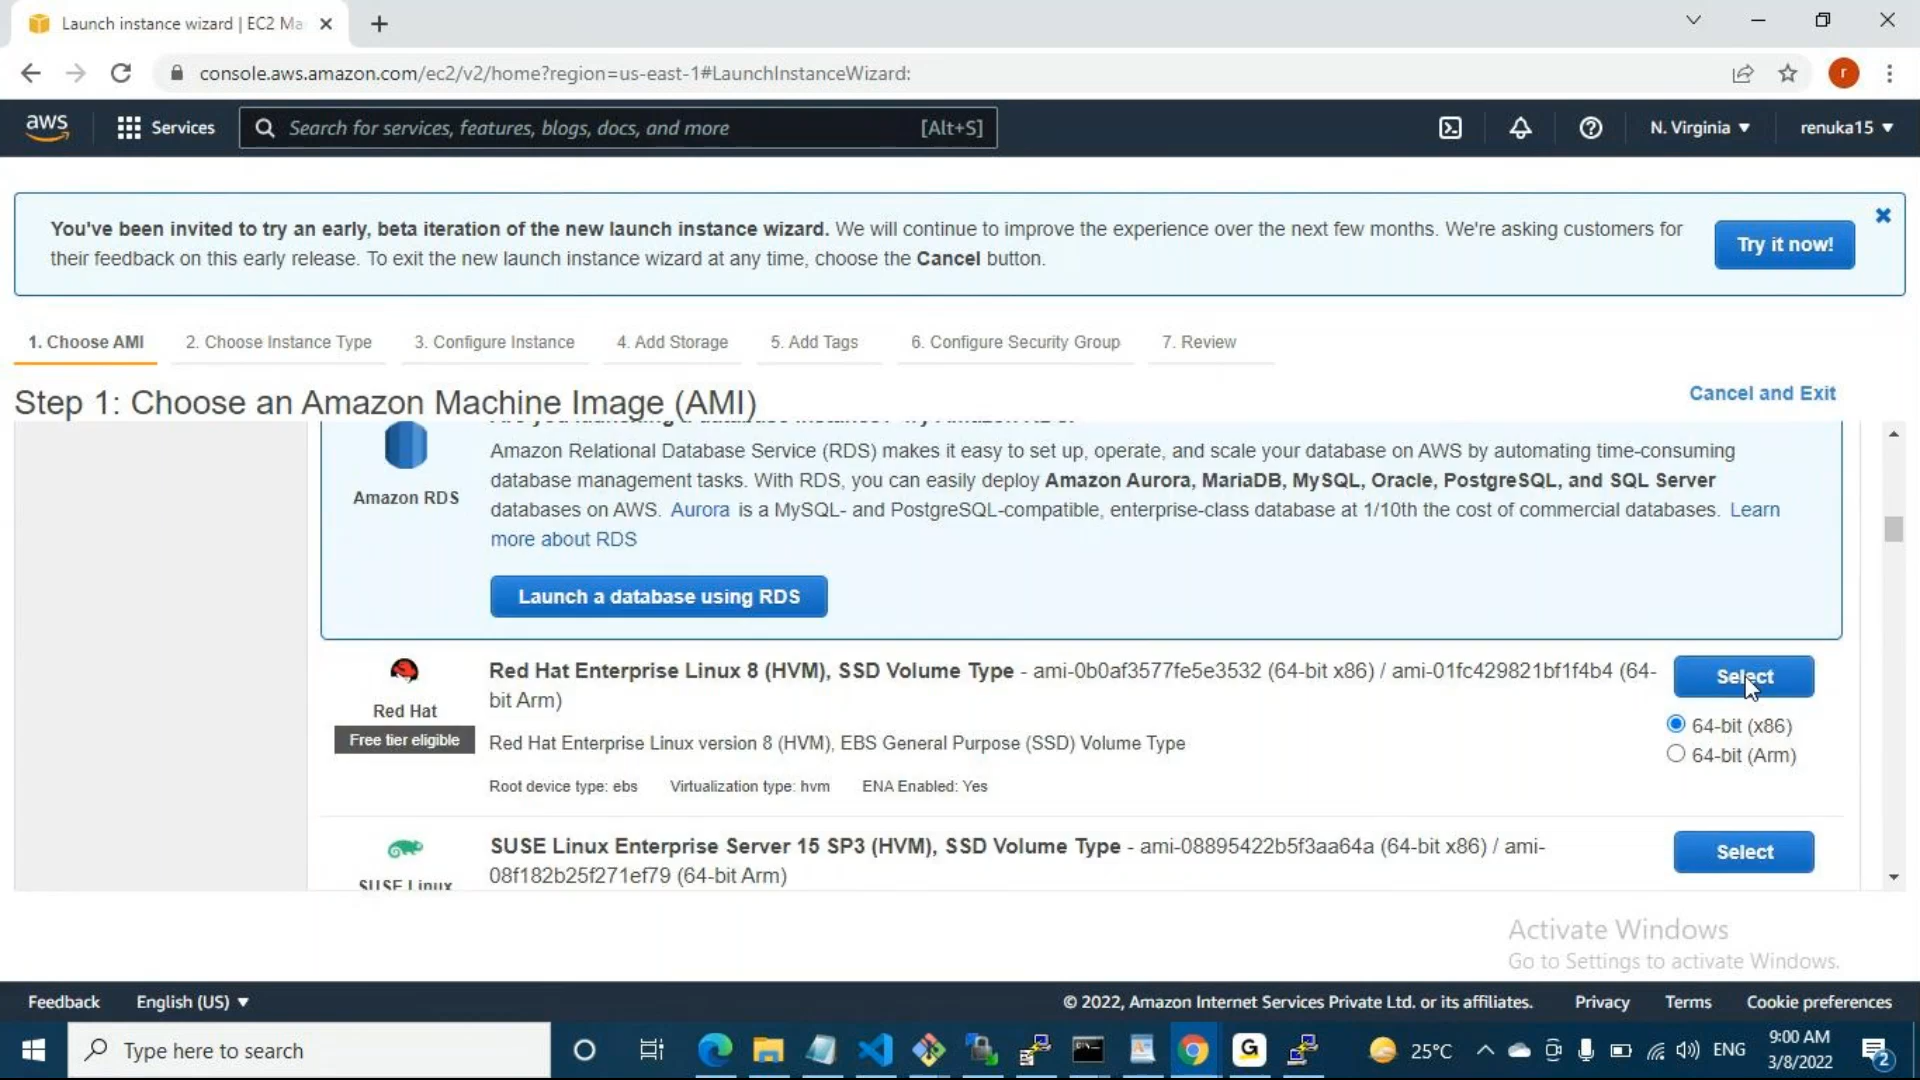 Launch instance wizard | EC2 Ma
console.aws.amazon.com/ec2/v2/home?region=us-east-1#LaunchInstanceWizard:
r
aws
Services
Search for services, features, blogs, docs, and more
[Alt+S]
N. Virginia
renuka15
You've been invited to try an early, beta iteration of the new launch instance wizard. We will continue to improve the experience over the next few months. We're asking customers for
their feedback on this early release. To exit the new launch instance wizard at any time, choose the Cancel button.
Try it now!
1. Choose AMI
2. Choose Instance Type
3. Configure Instance
4. Add Storage
5. Add Tags
6. Configure Security Group
7. Review
Step 1: Choose an Amazon Machine Image (AMI)
Cancel and Exit
Amazon RDS
Amazon Relational Database Service (RDS) makes it easy to set up, operate, and scale your database on AWS by automating time-consuming
database management tasks. With RDS, you can easily deploy Amazon Aurora, MariaDB, MySQL, Oracle, PostgreSQL, and SQL Server
databases on AWS. Aurora is a MySQL- and PostgreSQL-compatible, enterprise-class database at 1/10th the cost of commercial databases. Learn
more about RDS
Launch a database using RDS
Red Hat
Free tier eligible
Red Hat Enterprise Linux 8 (HVM), SSD Volume Type - ami-0b0af3577fe5e3532 (64-bit x86) / ami-01fc429821bf1f4b4 (64-
bit Arm)
Red Hat Enterprise Linux version 8 (HVM), EBS General Purpose (SSD) Volume Type
Root device type: ebs
Virtualization type: hvm
ENA Enabled: Yes
Select
64-bit (x86)
64-bit (Arm)
SUSE Linux
SUSE Linux Enterprise Server 15 SP3 (HVM), SSD Volume Type - ami-08895422b5f3aa64a (64-bit x86) / ami-
08f182b25f271ef79 (64-bit Arm)
Select
Activate Windows
Go to Settings to activate Windows.
Feedback
English (US)
© 2022, Amazon Internet Services Private Ltd. or its affiliates.
Privacy
Terms
Cookie preferences
Type here to search
G
25°C
ENG
9:00 AM
3/8/2022
2